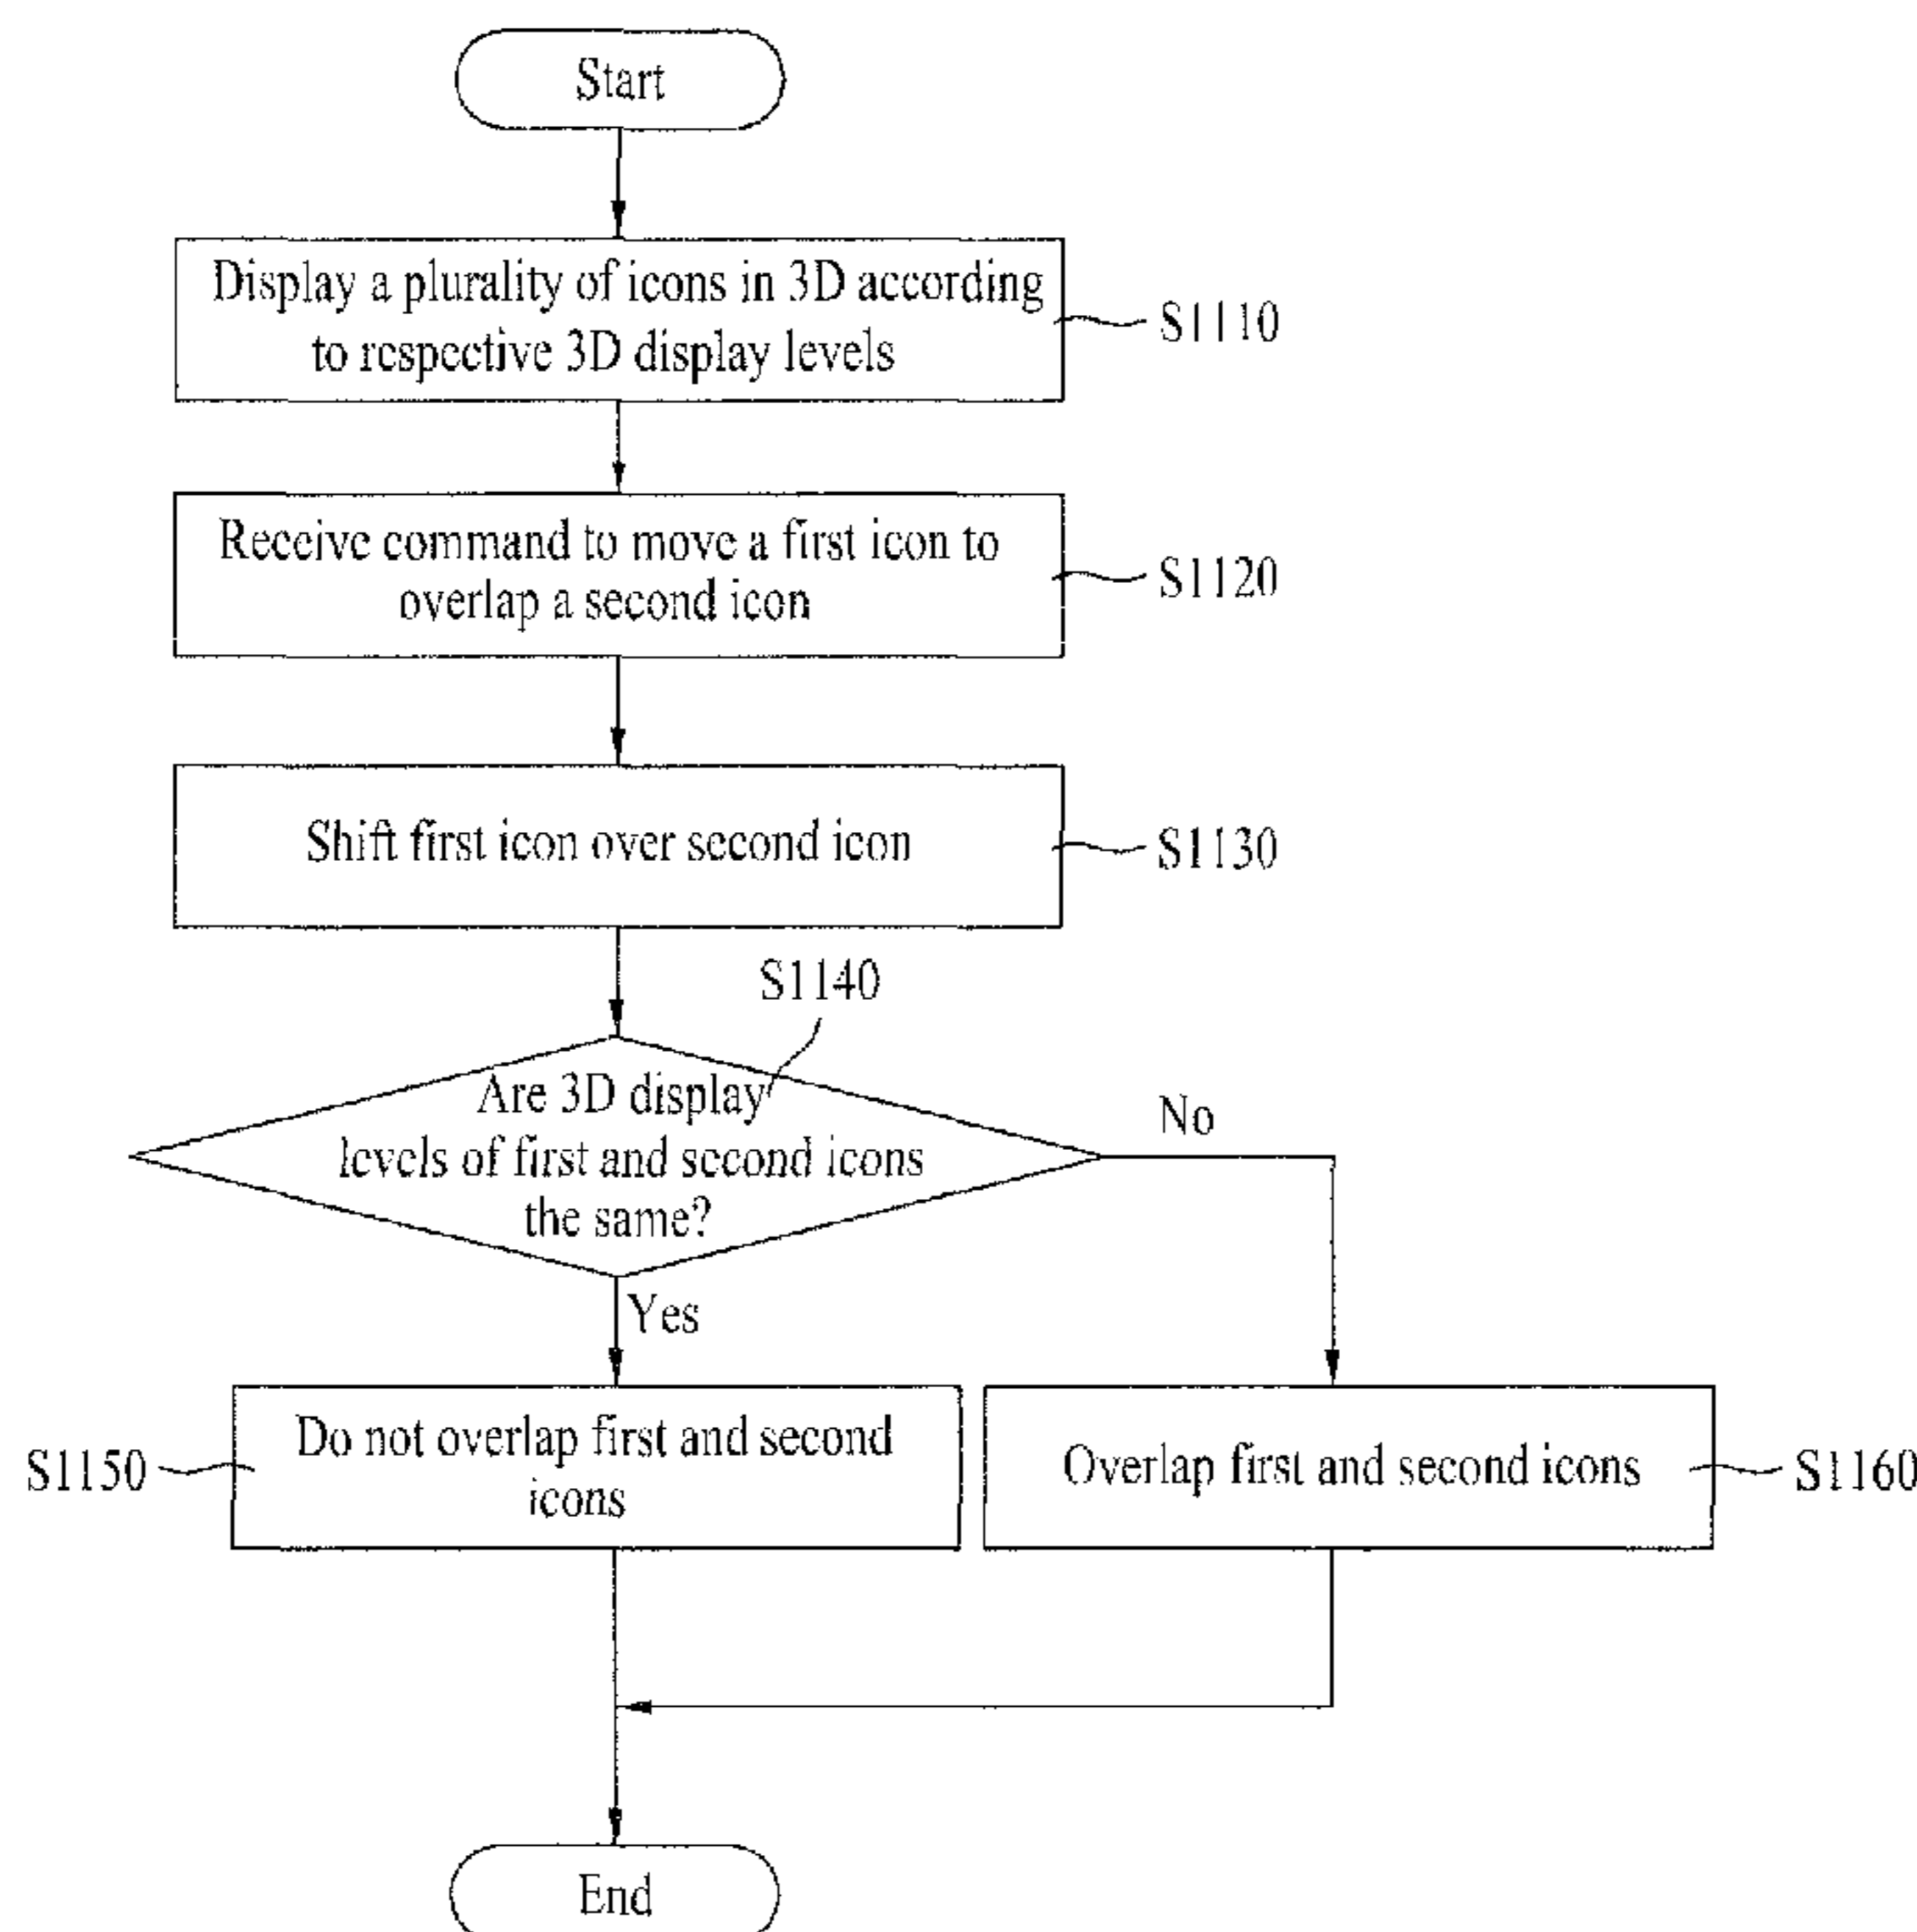 Start
Display a plurality of icons in 3D according
to respective 3D display levels
S1110
Receive command to move a first icon to
overlap a second icon
S1120
Shift first icon over second icon
S1130
S1140
Are 3D display
levels of first and second icons
the same?
No
Yes
Do not overlap first and second
icons
S1150
Overlap first and second icons
S1160
End